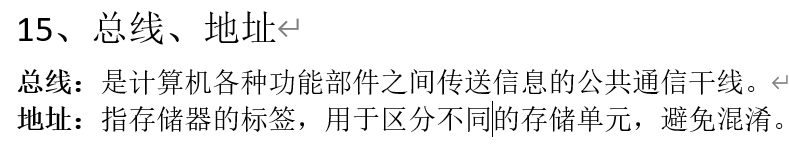 15、总线、地址
总线：是计算机各种功能部件之间传送信息的公共通信干线。
地址：指存储器的标签，用于区分不同的存储单元，避免混淆。